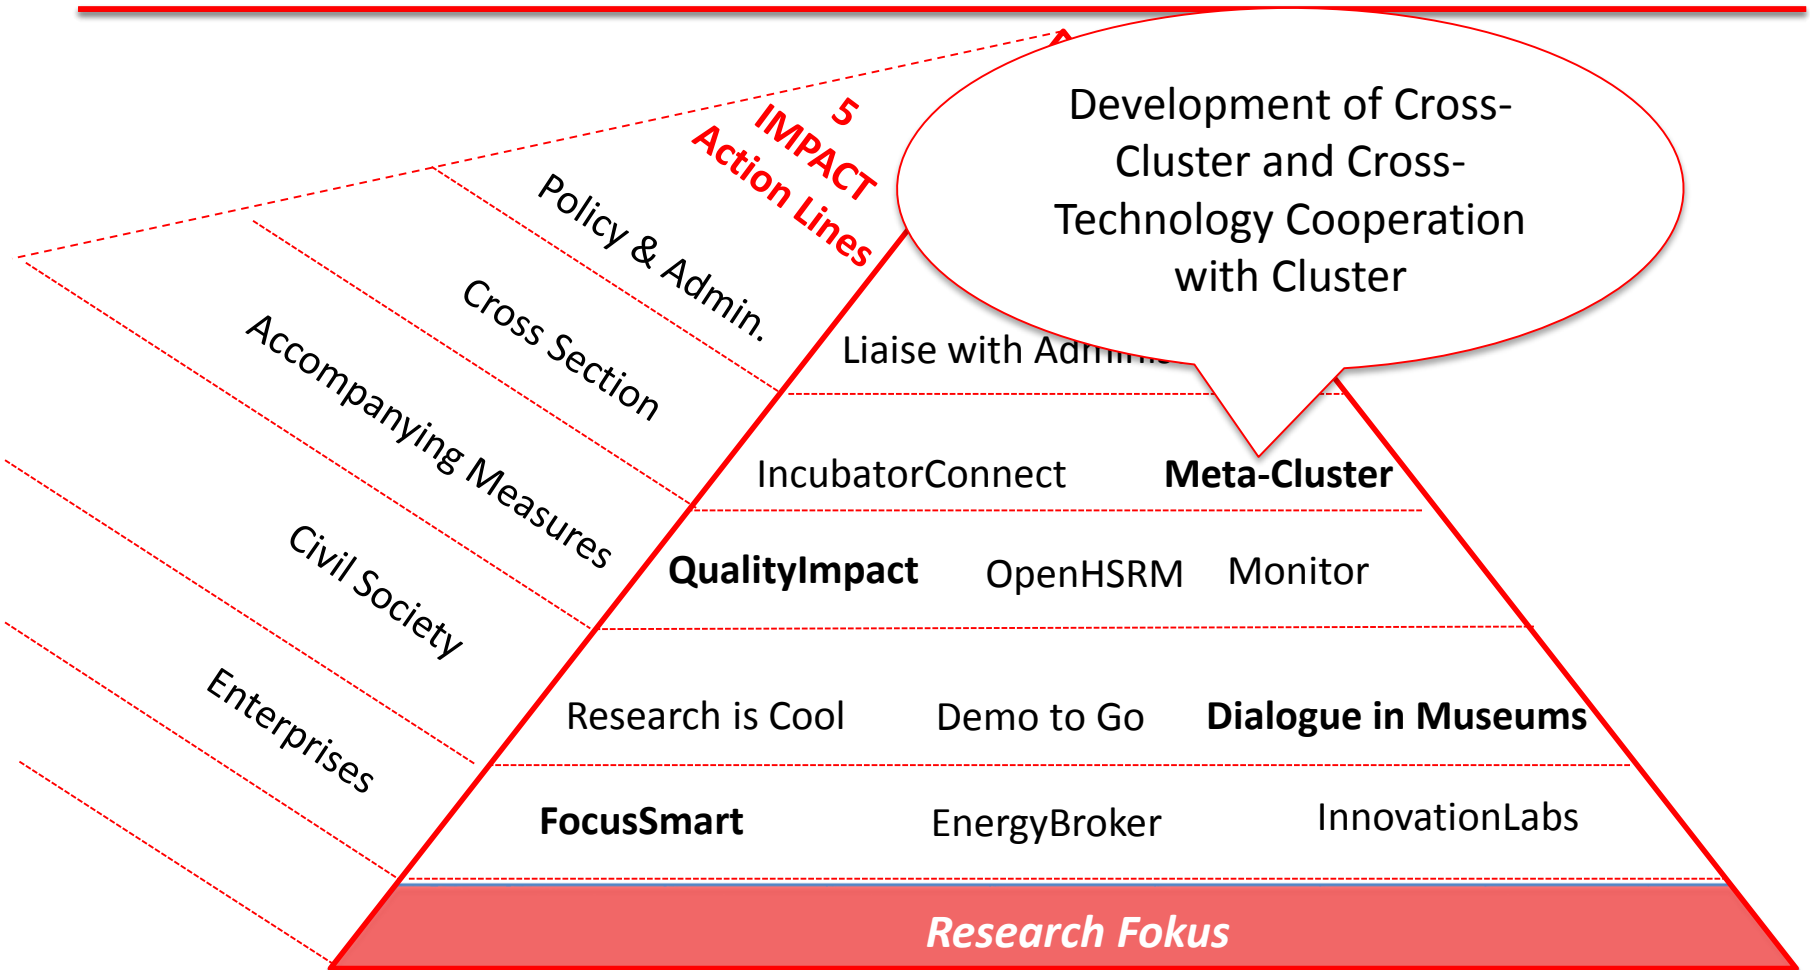 5
IMPACT
Action Lines
Development of Cross-
Cluster and Cross-
Technology Cooperation
with Cluster
Policy & Admin.
Liaise with
Cross Section
IncubatorConnect Meta-Cluster
Accompanying Measures
QualityImpact OpenHSRM Monitor
Civil Society
Research is Cool Demo to Go Dialogue in Museums
Enterprises
FocusSmart EnergyBroker InnovationLabs
Research Fokus